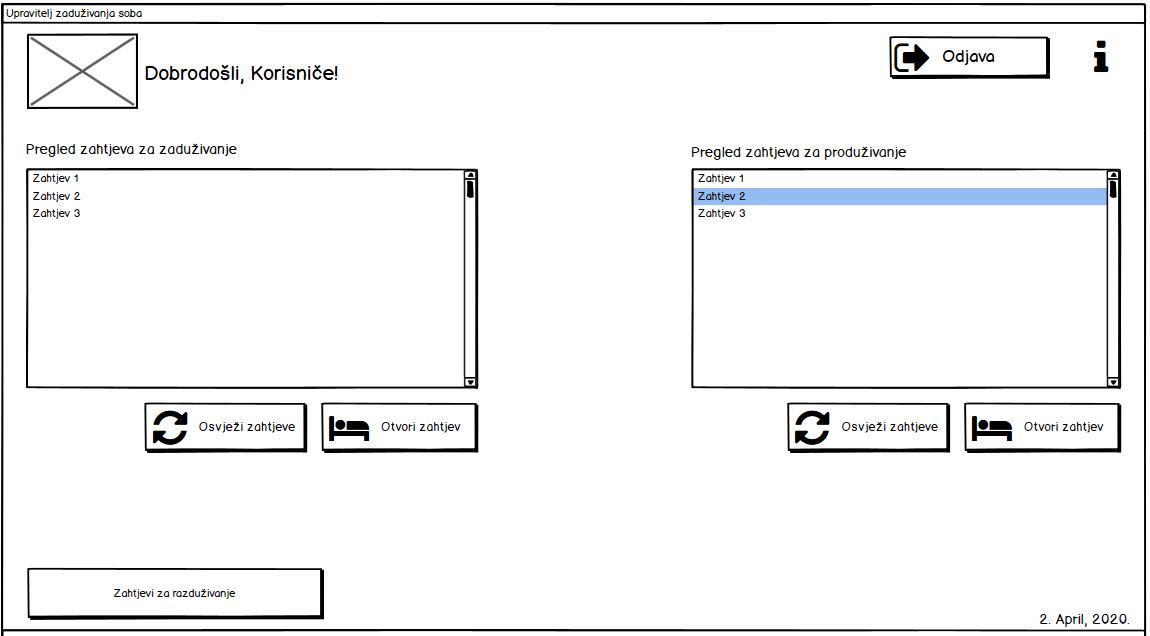 Upravitelj zaduživanja soba
Dobrodošli, Korisniče!
Odjava
Pregled zahtjeva za zaduživanje
Zahtjev 1
Zahtjev 2
Zahtjev 3
Osvježi zahtjeve
Otvori zahtjev
Pregled zahtjeva za produživanje
Zahtjev 1
Zahtjev 2
Zahtjev 3
Osvježi zahtjeve
Otvori zahtjev
Zahtjevi za razduživanje
2. April, 2020.